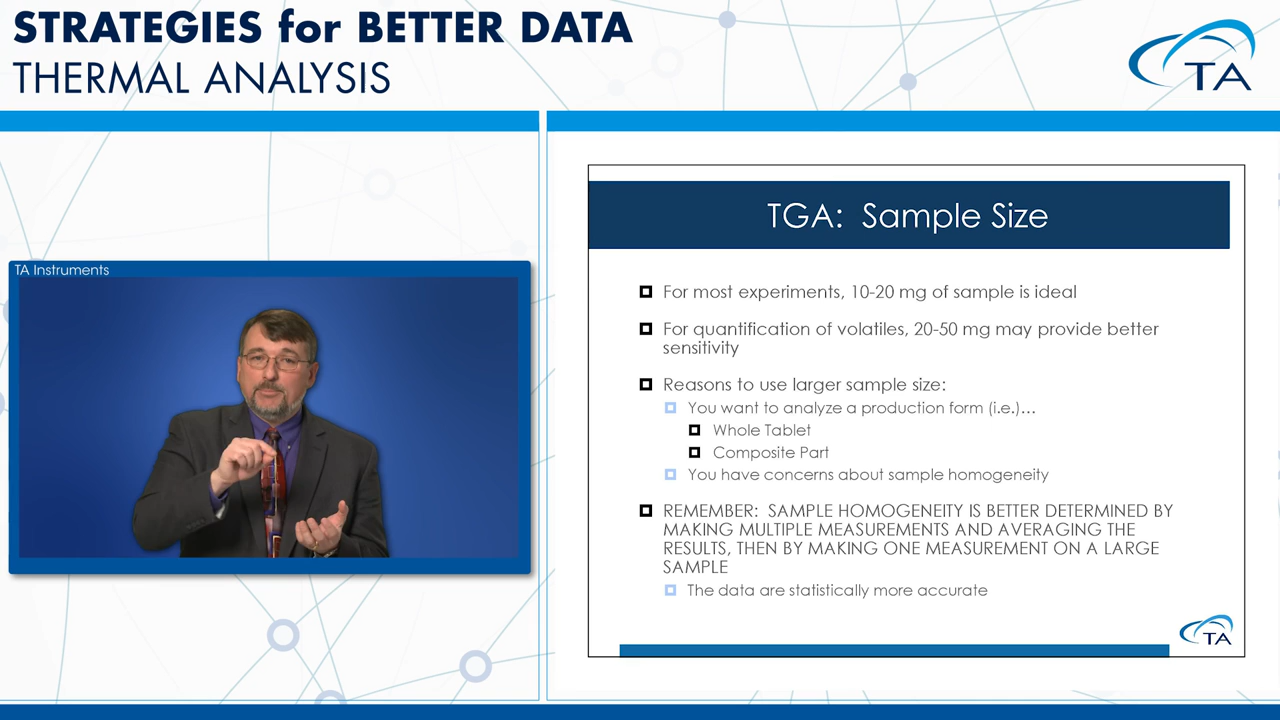 STRATEGIES for BETTER DATA
THERMAL ANALYSIS
TA
TA Instruments
TGA: Sample Size
For most experiments, 10-20 mg of sample is ideal
For quantification of volatiles, 20-50 mg may provide better
sensitivity
Reasons to use larger sample size:
You want to analyze a production form (i.e.)...
Whole Tablet
Composite Part
You have concerns about sample homogeneity
REMEMBER: SAMPLE HOMOGENEITY IS BETTER DETERMINED BY
MAKING MULTIPLE MEASUREMENTS AND AVERAGING THE
RESULTS, THEN BY MAKING ONE MEASUREMENT ON A LARGE
SAMPLE
The data are statistically more accurate
TA